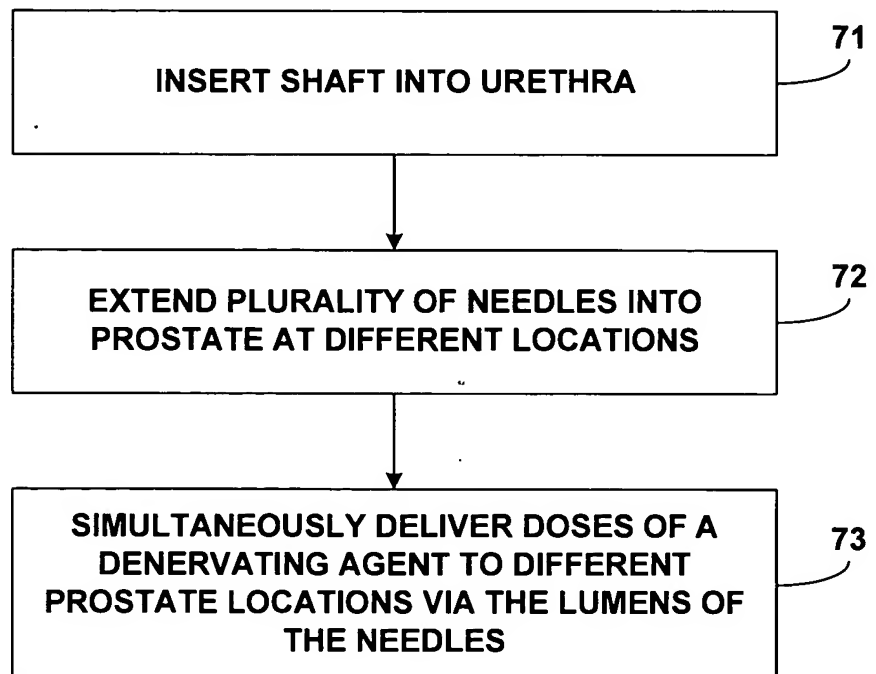 71
INSERT SHAFT INTO URETHRA
72
EXTEND PLURALITY OF NEEDLES INTO
PROSTATE AT DIFFERENT LOCATIONS
73
SIMULTANEOUSLY DELIVER DOSES OF A
DENERVATING AGENT TO DIFFERENT
PROSTATE LOCATIONS VIA THE LUMENS OF
THE NEEDLES